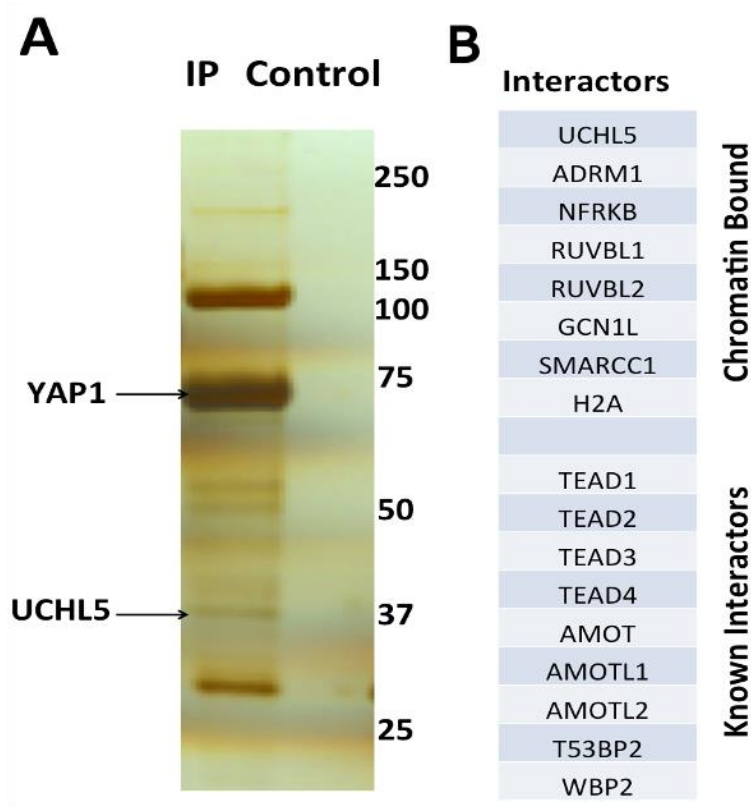 A
IP Control
250
150
100
75
YAP1
50
UCHL5
37
25
B
Interactors
UCHL5
ADRM1
NFRKB
RUVBL1
RUVBL2
GCN1L
SMARCC1
H2A
Chromatin Bound
TEAD1
TEAD2
TEAD3
TEAD4
AMOT
AMOTL1
AMOTL2
T53BP2
WBP2
Known Interactors